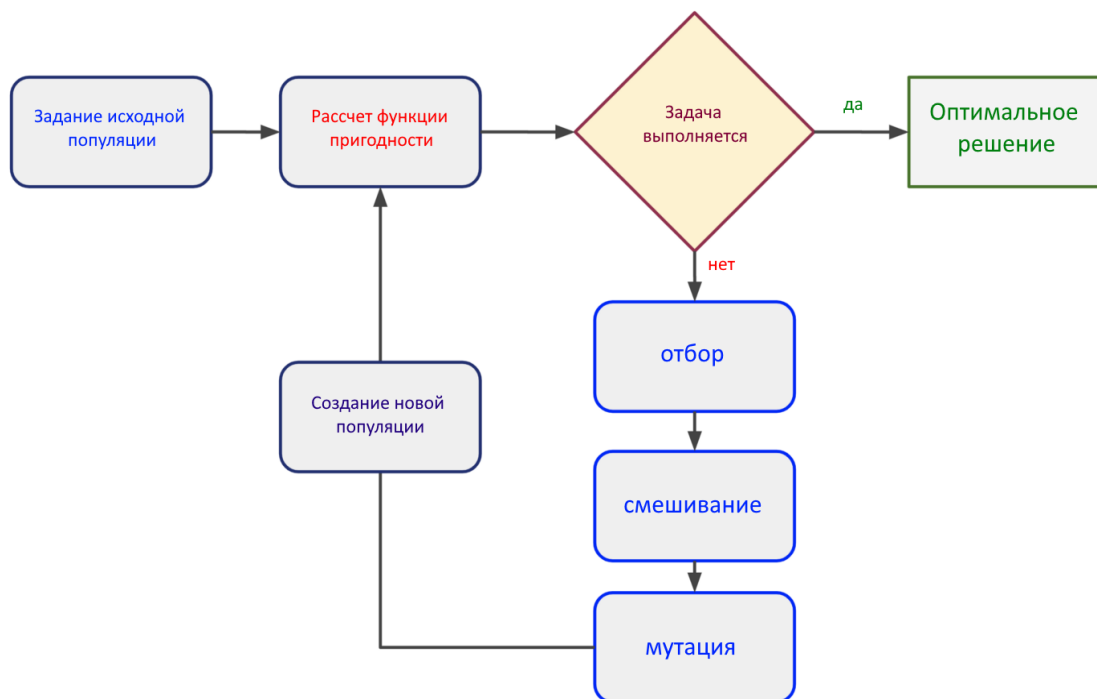 Задание исходной
популяции
Рассчет функции
пригодности
Задача
выполняется
да
Оптимальное
решение
нет
отбор
Создание новой
популяции
смешивание
мутация